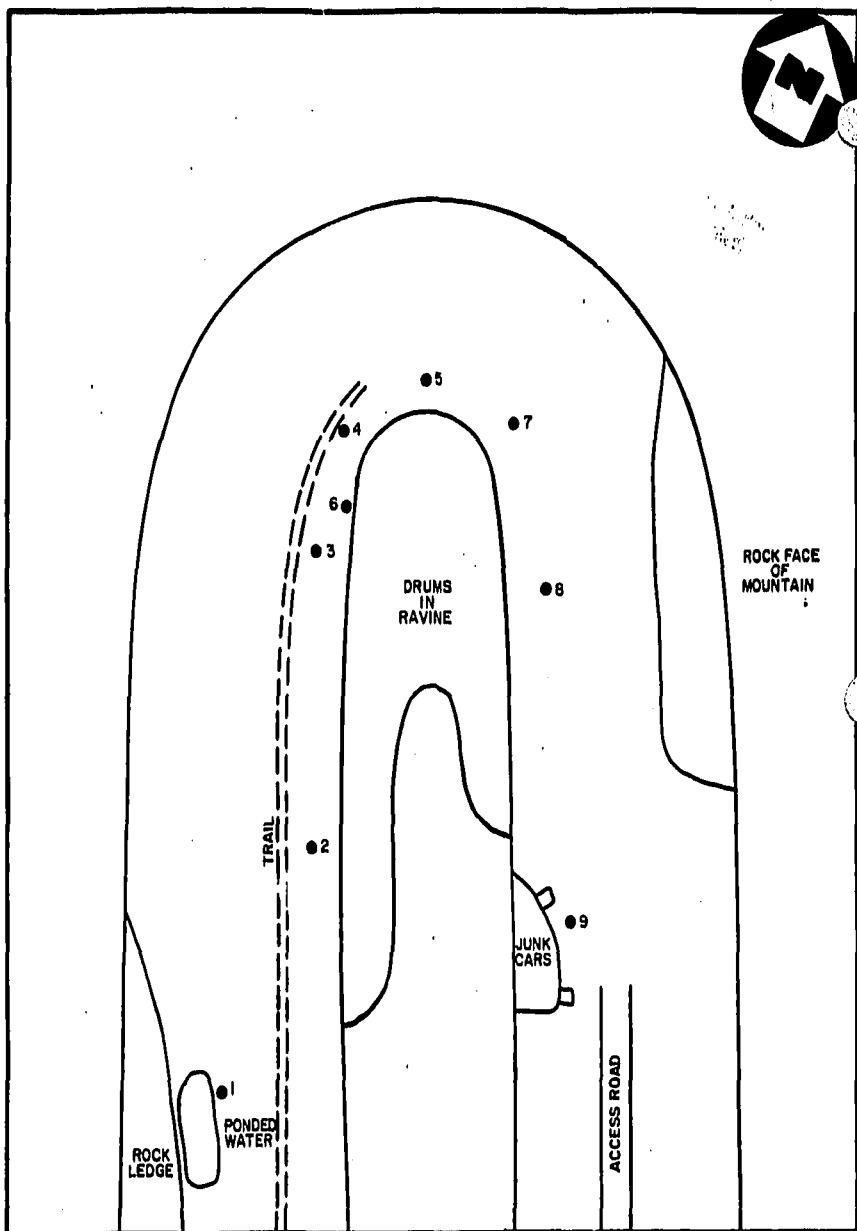 N
5
4
7
6
3
8
DRUMS
IN
RAVINE
ROCK FACE
OF
MOUNTAIN
TRAIL
2
9
JUNK
CARS
1
PONDED
WATER
ROCK
LEDGE
ACCESS ROAD